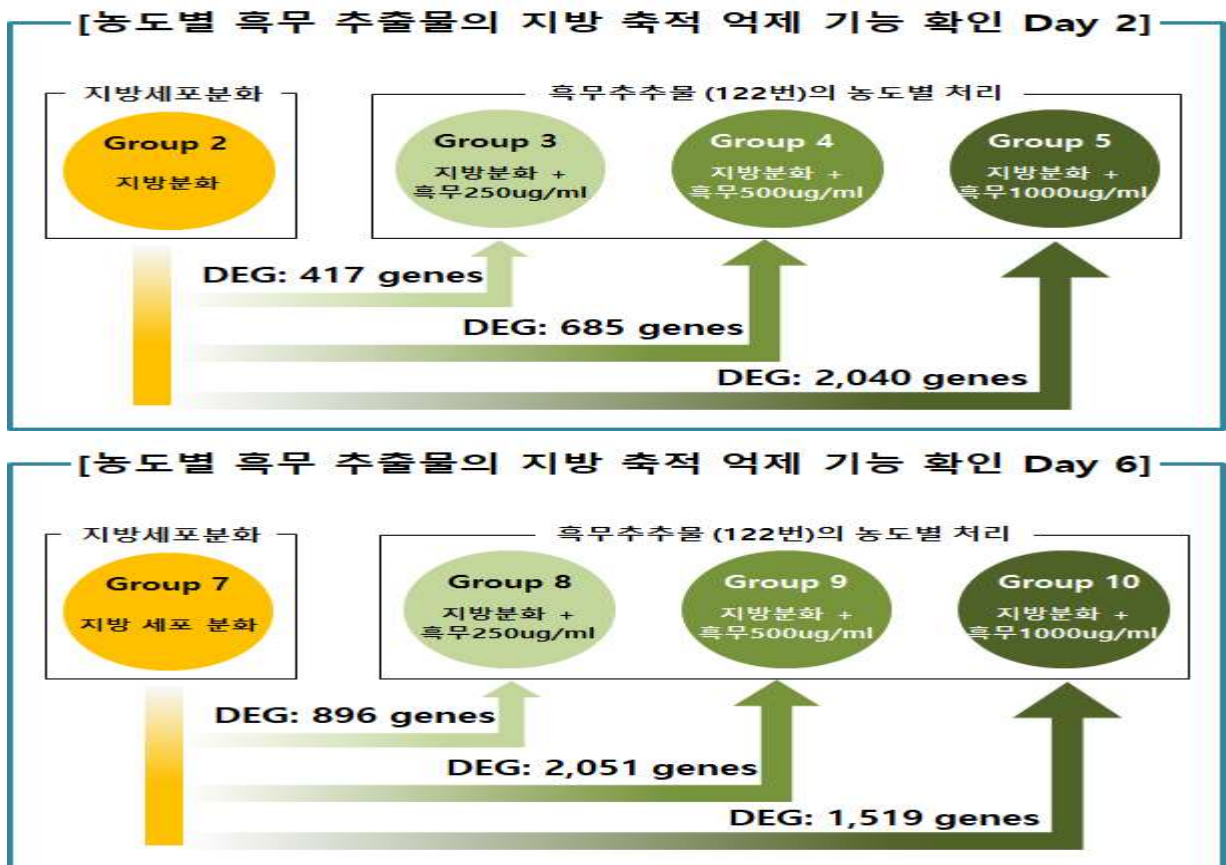 [농도별 흑무 추출물의 지방 축적 억제 기능 확인 Day 2]
지방세포분화
흑무추추물 (122번)의 농도별 처리
Group 2
지방분화
Group 3
지방분화 +
흑무250ug/ml
Group 4
지방분화 +
흑무500ug/ml
Group 5
지방분화 +
흑무1000ug/ml
DEG: 417 genes
DEG: 685 genes
DEG: 2,040 genes
[농도별 흑무 추출물의 지방 축적 억제 기능 확인 Day 6]
지방세포분화
흑무추추물 (122번)의 농도별 처리
Group 7
지방 세포 분화
Group 8
지방분화 +
흑무250ug/ml
Group 9
지방분화 +
흑무500ug/ml
Group 10
지방분화 +
흑무1000ug/ml
DEG: 896 genes
DEG: 2,051 genes
DEG: 1,519 genes